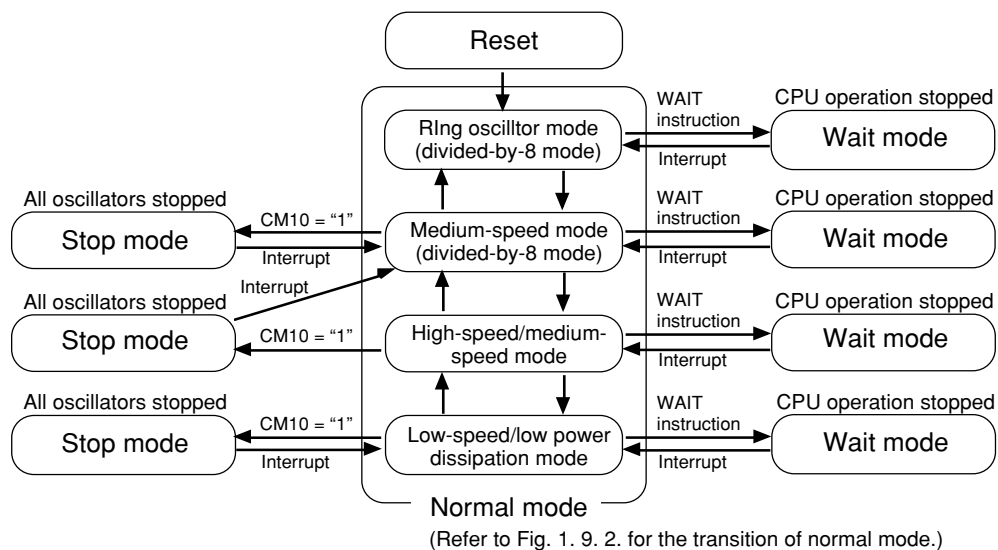 Reset
RIng oscilltor mode
(divided-by-8 mode)
WAIT
instruction
Interrupt
CPU operation stopped
Wait mode
All oscillators stopped
Stop mode
CM10 = “1”
Interrupt
Medium-speed mode
(divided-by-8 mode)
WAIT
instruction
Interrupt
CPU operation stopped
Wait mode
Interrupt
All oscillators stopped
Stop mode
CM10 = “1”
High-speed/medium-
speed mode
WAIT
instruction
Interrupt
CPU operation stopped
Wait mode
All oscillators stopped
Stop mode
CM10 = “1”
Interrupt
Low-speed/low power
dissipation mode
WAIT
instruction
Interrupt
CPU operation stopped
Wait mode
Normal mode
(Refer to Fig. 1. 9. 2. for the transition of normal mode.)